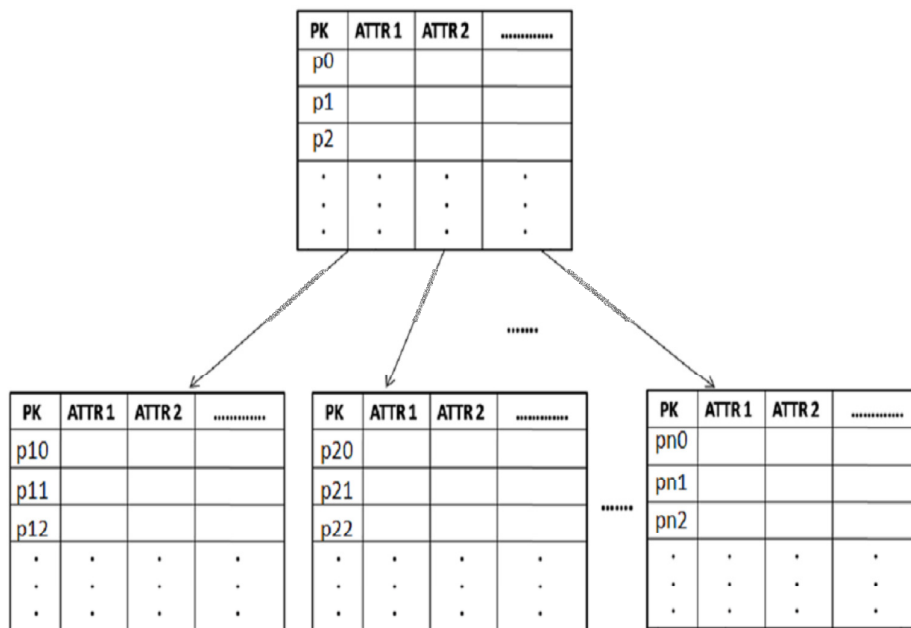 PK ATTR 1 ATTR 2 .............
p0
p1
p2
. . . .
. . . .
. . . .
.......
PK ATTR 1 ATTR 2 .............
p10
p11
p12
. . . .
. . . .
. . . .
PK ATTR 1 ATTR 2 .............
p20
p21
p22
. . . .
. . . .
. . . .
.......
PK ATTR 1 ATTR 2 .............
pn0
pn1
pn2
. . . .
. . . .
. . . .